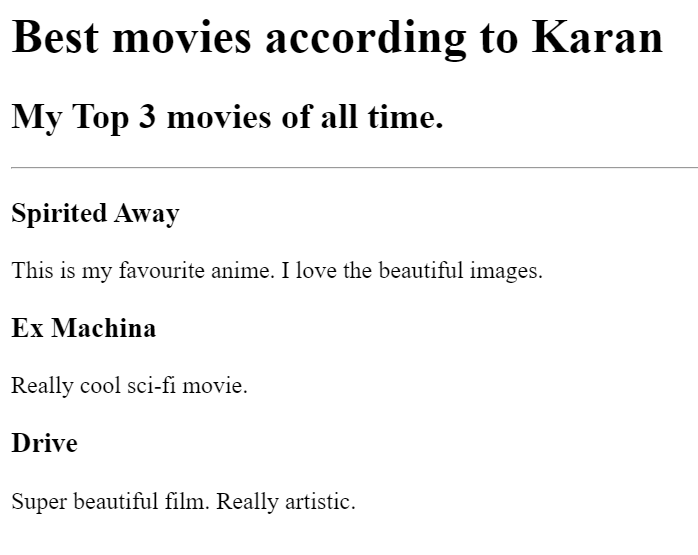 Best movies according to Karan
My Top 3 movies of all time.
Spirited Away
This is my favourite anime. I love the beautiful images.
Ex Machina
Really cool sci-fi movie.
Drive
Super beautiful film. Really artistic.